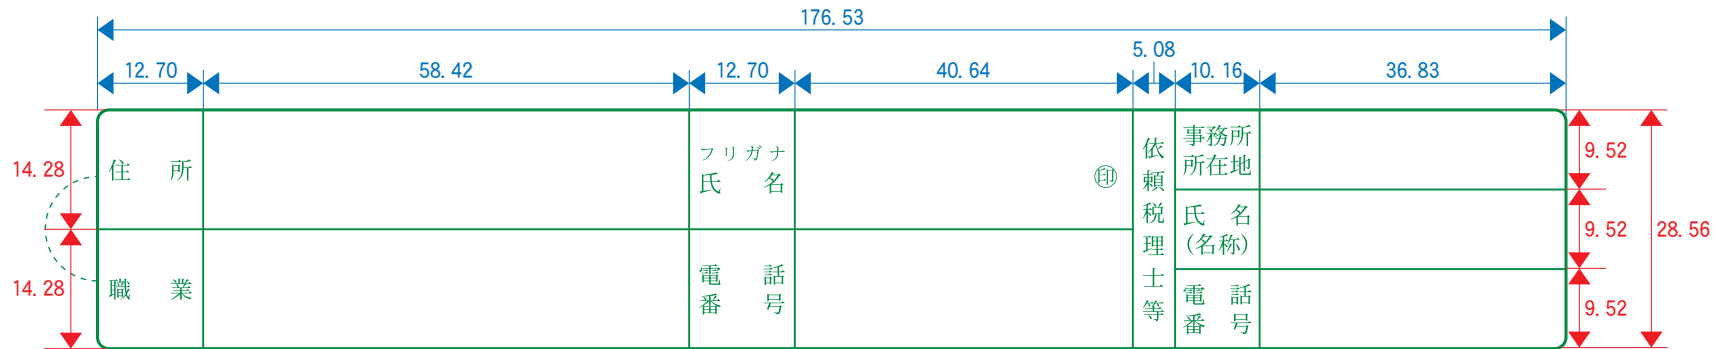 176.53
5.08
12.70 58.42 12.70 40.64 10.16 36.83
14.28
14.28
住所
職業
フリガナ
氏名
㊞
電話
番号
依頼税理士等
事務所
所在地
氏名
(名称)
電話
番号
9.52
9.52
9.52
28.56